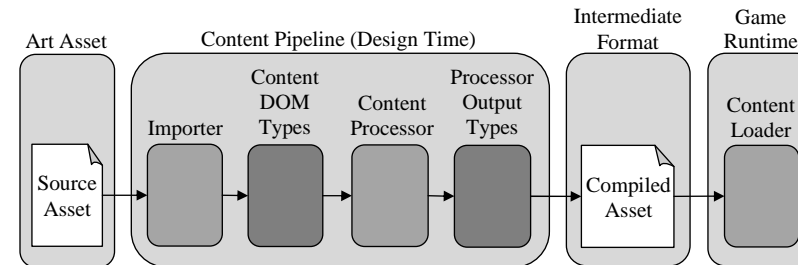 Art Asset
Content Pipeline (Design Time)
Intermediate
Format
Game
Runtime
Source
Asset
Importer
Content
DOM
Types
Content
Processor
Processor
Output
Types
Compiled
Asset
Content
Loader